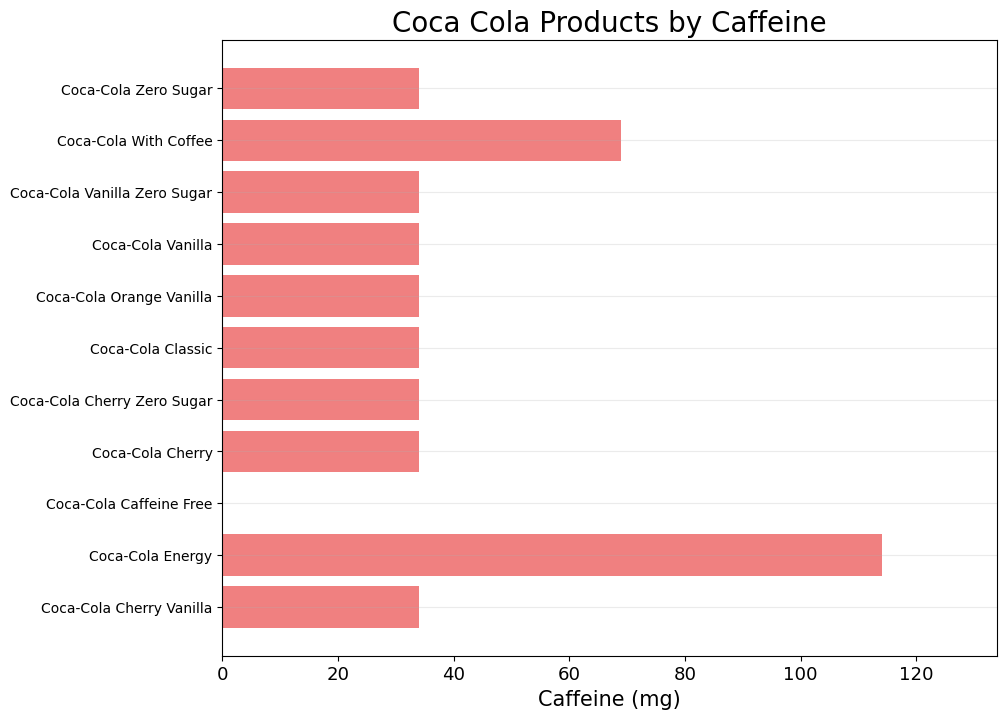 Coca Cola Products by Caffeine
Coca-Cola Zero Sugar
Coca-Cola With Coffee
Coca-Cola Vanilla Zero Sugar
Coca-Cola Vanilla
Coca-Cola Orange Vanilla
Coca-Cola Classic
Coca-Cola Cherry Zero Sugar
Coca-Cola Cherry
Coca-Cola Caffeine Free
Coca-Cola Energy
Coca-Cola Cherry Vanilla
0 20 40 60 80 100 120
Caffeine (mg)